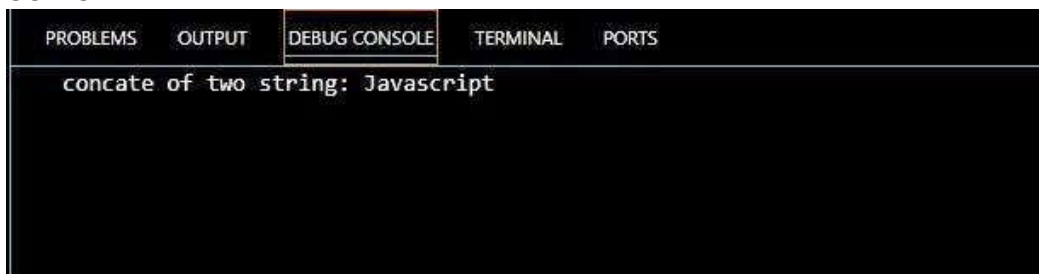 PROBLEMS OUTPUT DEBUG CONSOLE TERMINAL PORTS
concate of two string: Javascript